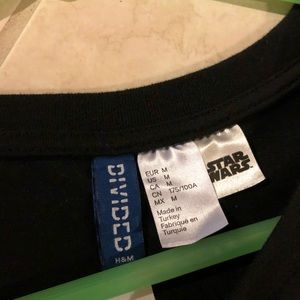 DIVIDED
H&M
EUR M
US M
CA M
CN 175/100A
MX M
Made in
Turkey
Fabriqué en
Turquie
STAR
WARS